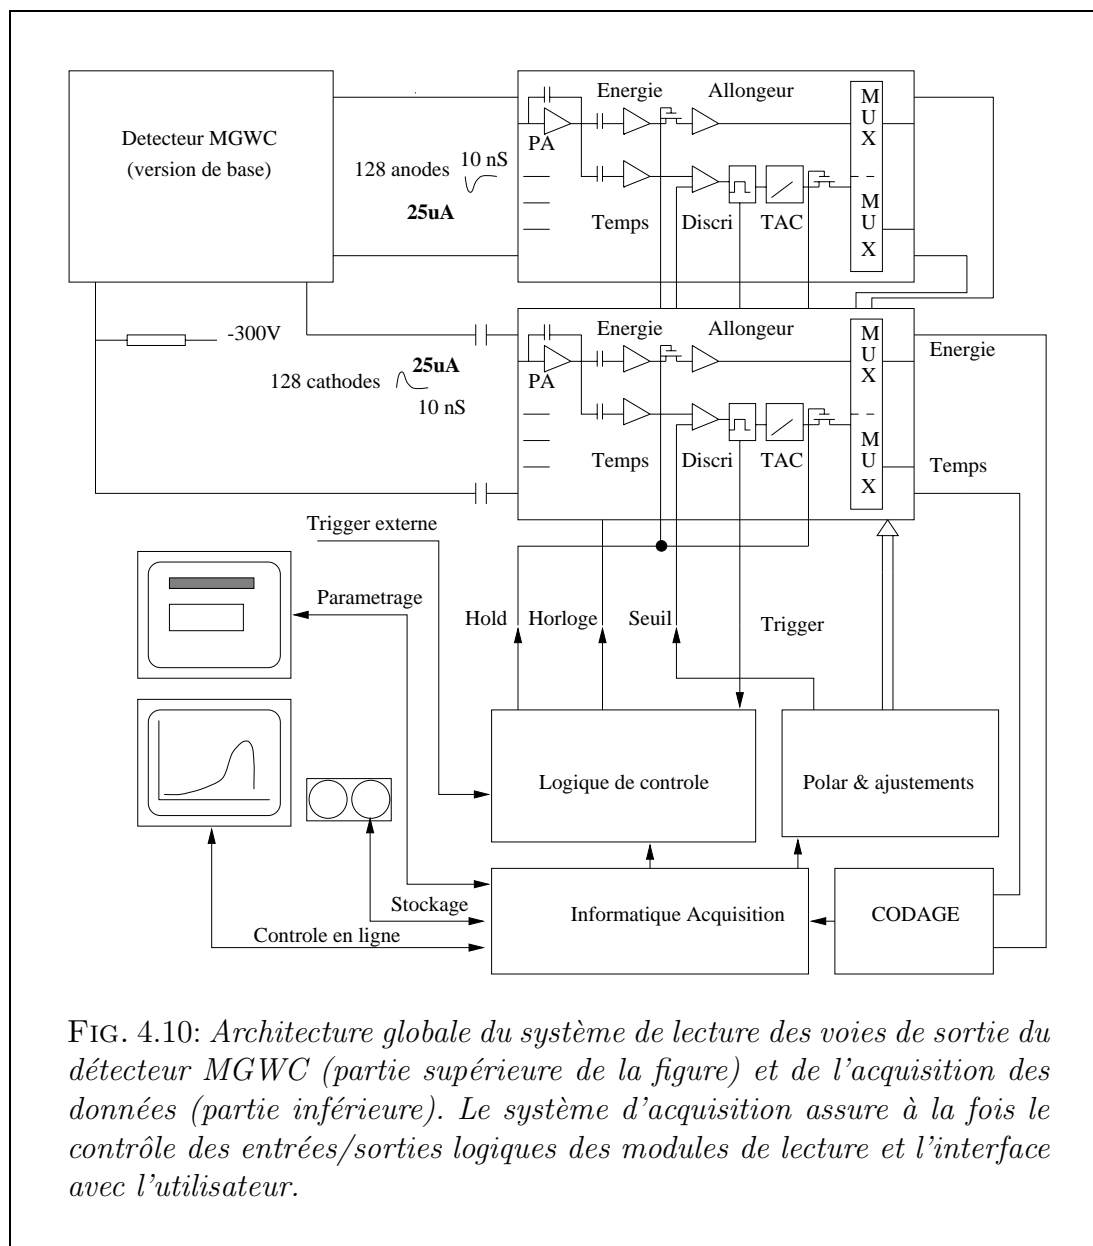 Detecteur MGWC
(version de base)
128 anodes
10 nS
25uA
Energie
Allongeur
PA
Temps
Discri
TAC
M
U
X
M
U
X
-300V
128 cathodes
25uA
10 nS
Energie
Allongeur
PA
Temps
Discri
TAC
M
U
X
M
U
X
Energie
Temps
Trigger externe
Parametrage
Hold
Horloge
Seuil
Trigger
Logique de controle
Polar & ajustements
Stockage
Controle en ligne
Informatique Acquisition
CODAGE
FIG. 4.10: Architecture globale du système de lecture des voies de sortie du
détecteur MGWC (partie supérieure de la figure) et de l'acquisition des
données (partie inférieure). Le système d'acquisition assure à la fois le
contrôle des entrées/sorties logiques des modules de lecture et l'interface
avec l'utilisateur.